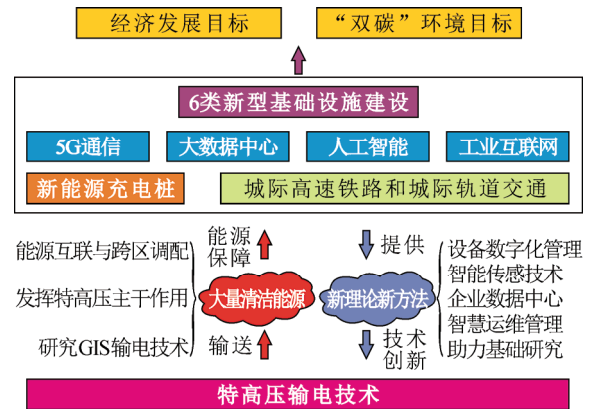 经济发展目标
“双碳”环境目标
6类新型基础设施建设
5G通信
大数据中心
人工智能
工业互联网
新能源充电桩
城际高速铁路和城际轨道交通
能源互联与跨区调配
发挥特高压主干作用
研究GIS输电技术
能源
保障
大量清洁能源
输送
提供
新理论新方法
技术
创新
设备数字化管理
智能传感技术
企业数据中心
智慧运维管理
助力基础研究
特高压输电技术